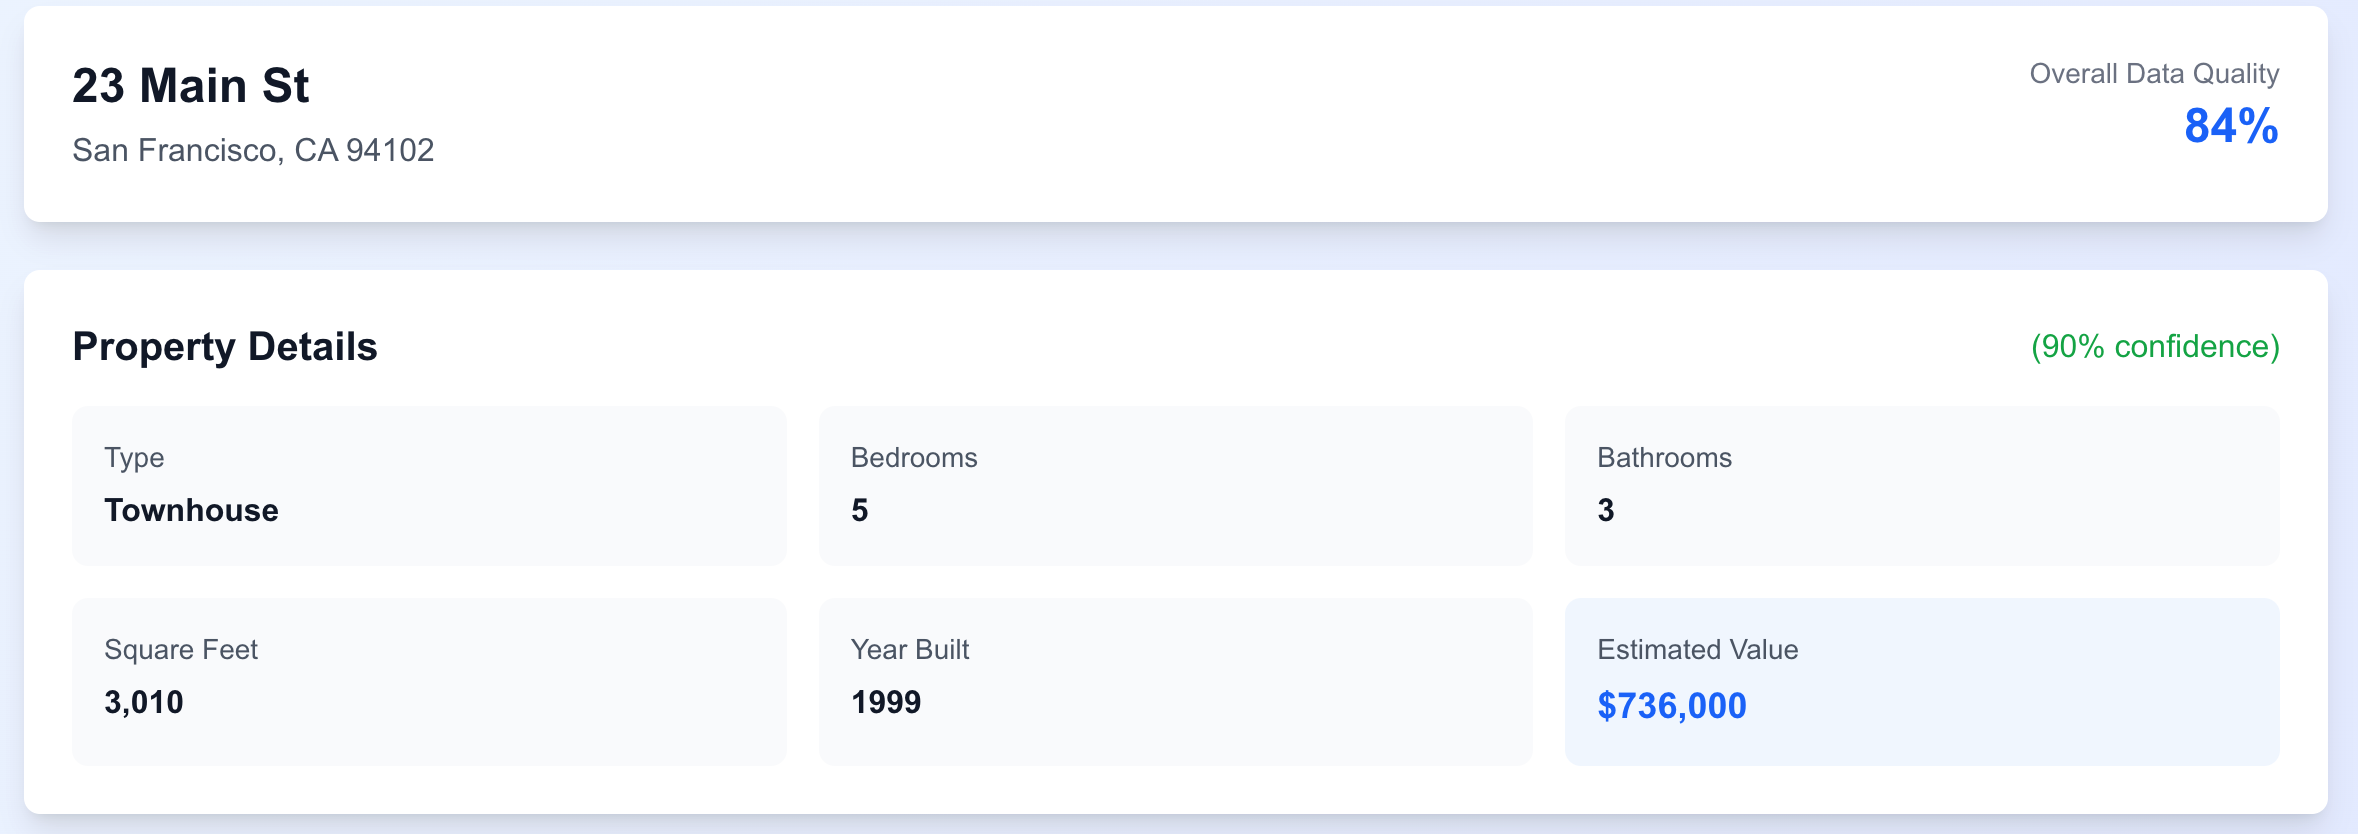 23 Main St
San Francisco, CA 94102
Overall Data Quality
84%
Property Details
(90% confidence)
Type
Townhouse
Bedrooms
5
Bathrooms
3
Square Feet
3,010
Year Built
1999
Estimated Value
$736,000